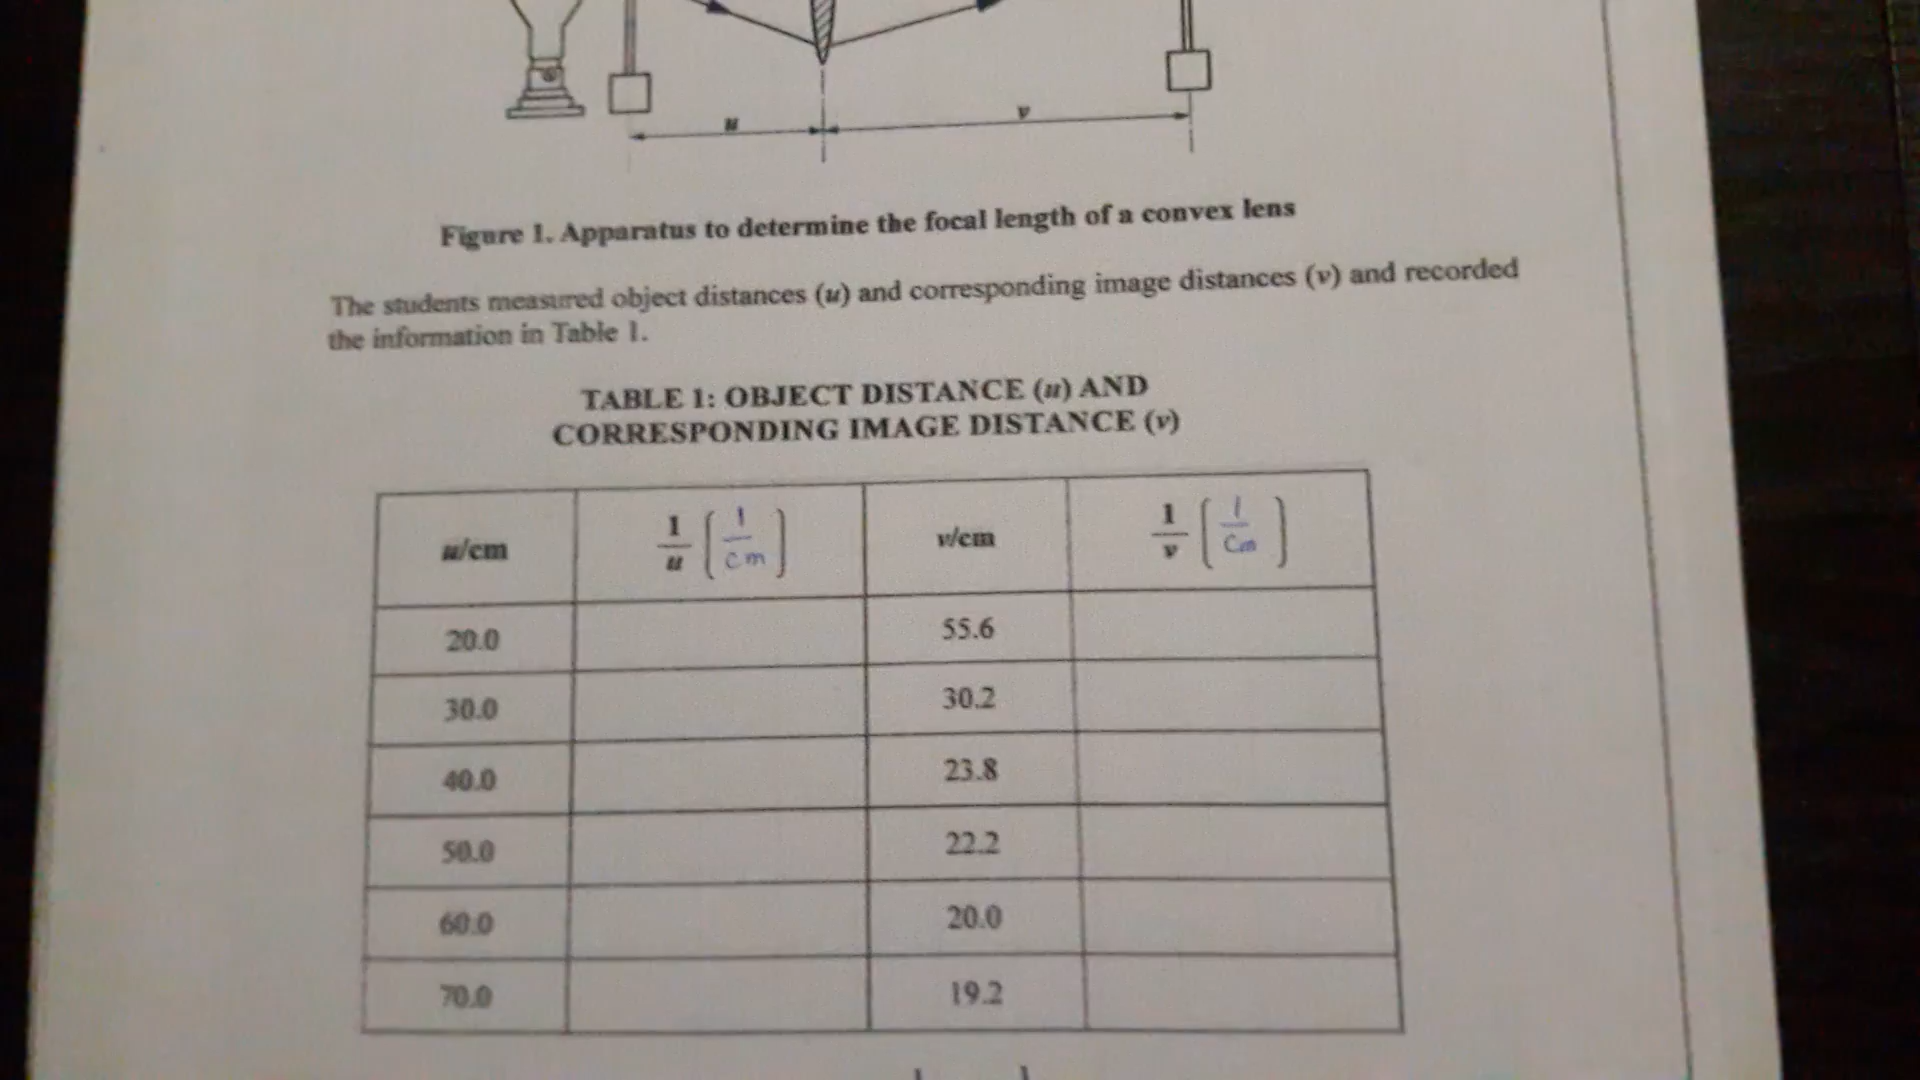 u
v
Figure 1. Apparatus to determine the focal length of a convex lens
The students measured object distances (u) and corresponding image distances (v) and recorded
the information in Table 1.
TABLE 1: OBJECT DISTANCE (u) AND
CORRESPONDING IMAGE DISTANCE (v)
u/cm 1/u (1/cm) v/cm 1/v (1/cm)
20.0 55.6
30.0 30.2
40.0 23.8
50.0 22.2
60.0 20.0
70.0 19.2